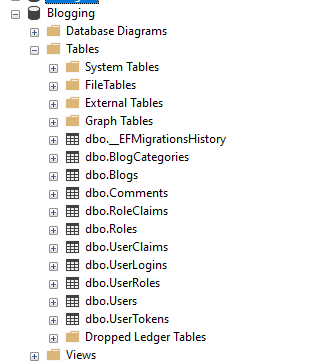 Blogging
Database Diagrams
Tables
System Tables
FileTables
External Tables
Graph Tables
dbo.__EFMigrationsHistory
dbo.BlogCategories
dbo.Blogs
dbo.Comments
dbo.RoleClaims
dbo.Roles
dbo.UserClaims
dbo.UserLogins
dbo.UserRoles
dbo.Users
dbo.UserTokens
Dropped Ledger Tables
Views